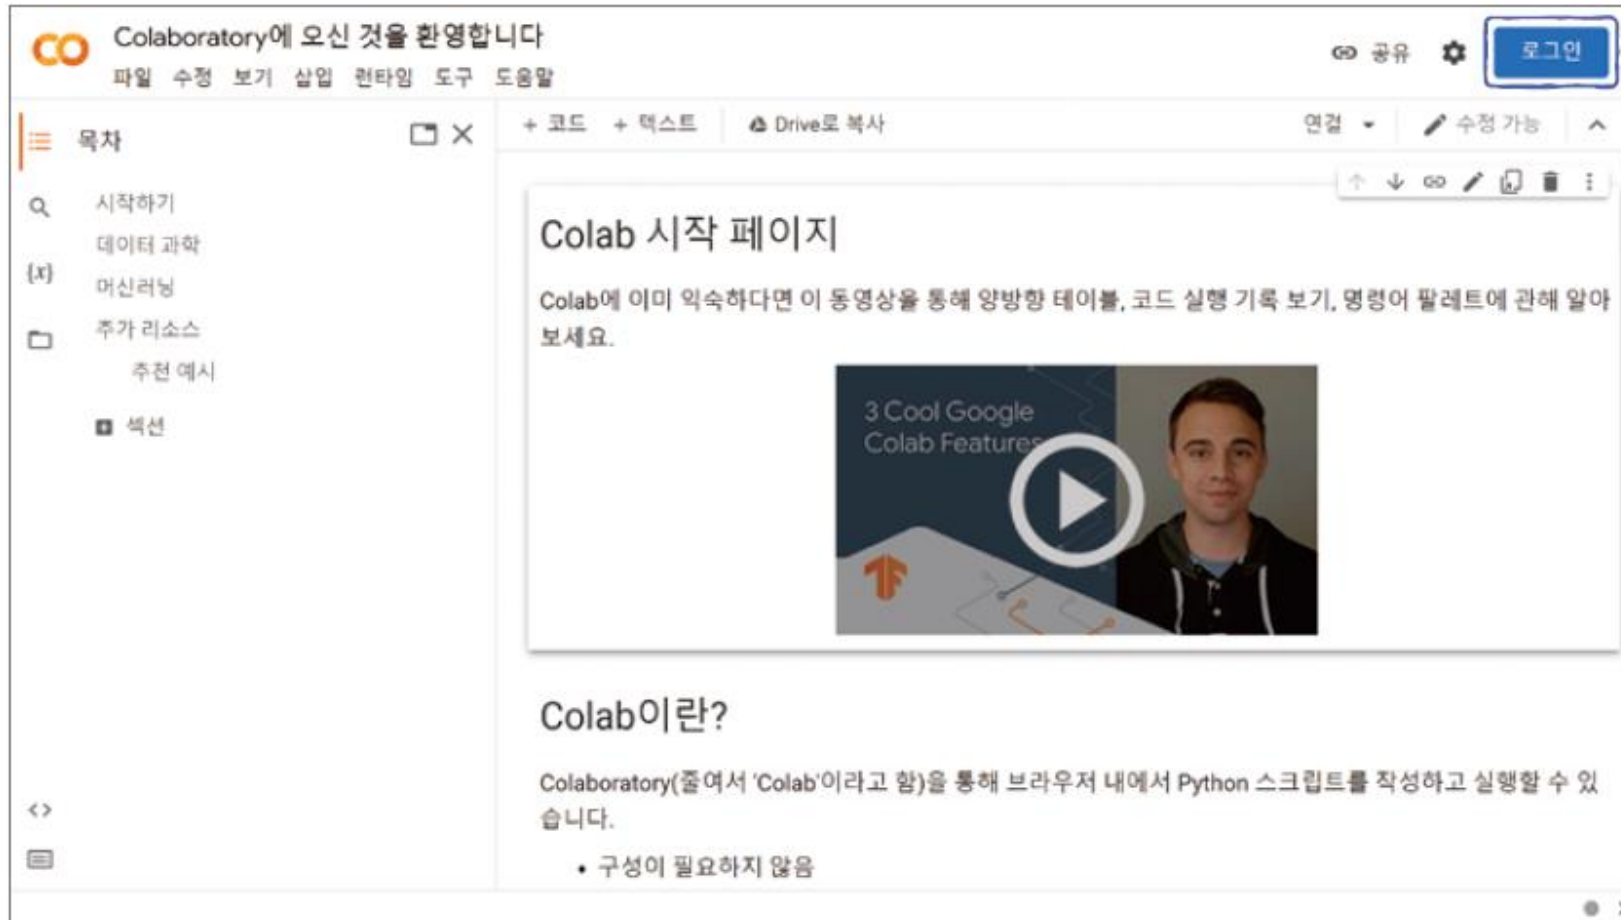 CO Colaboratory에 오신 것을 환영합니다
파일 수정 보기 삽입 런타임 도구 도움말
공유 로그인
목차
+ 코드 + 텍스트 Drive로 복사 연결 수정 가능
시작하기
데이터 과학
{x}
머신러닝
추가 리소스
추천 예시
섹션
<>
Colab 시작 페이지
Colab에 이미 익숙하다면 이 동영상을 통해 양방향 테이블, 코드 실행 기록 보기, 명령어 팔레트에 관해 알아
보세요.
3 Cool Google
Colab Features
Colab이란?
Colaboratory(줄여서 'Colab'이라고 함)을 통해 브라우저 내에서 Python 스크립트를 작성하고 실행할 수 있
습니다.
• 구성이 필요하지 않음